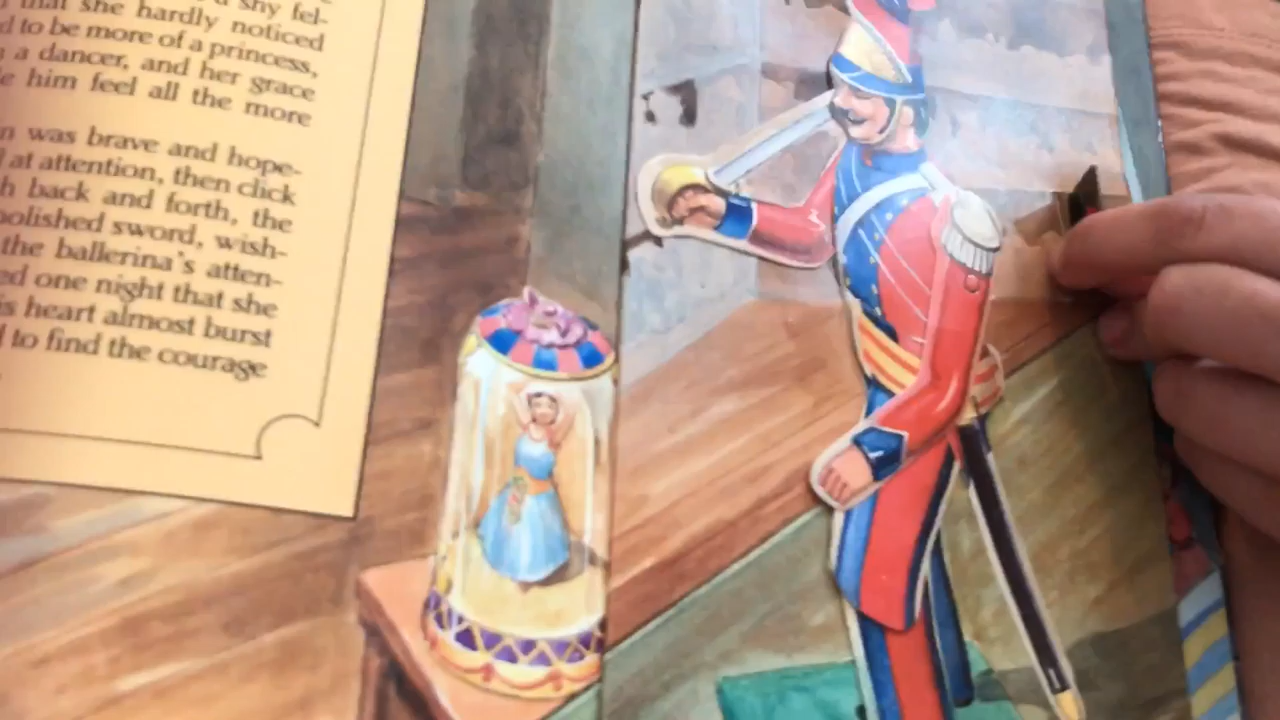 shy fel-
that she hardly noticed
to be more of a princess,
a dancer, and her grace
him feel all the more
was brave and hope-
at attention, then click
back and forth, the
polished sword, wish-
the ballerina's atten-
one night that she
heart almost burst
to find the courage